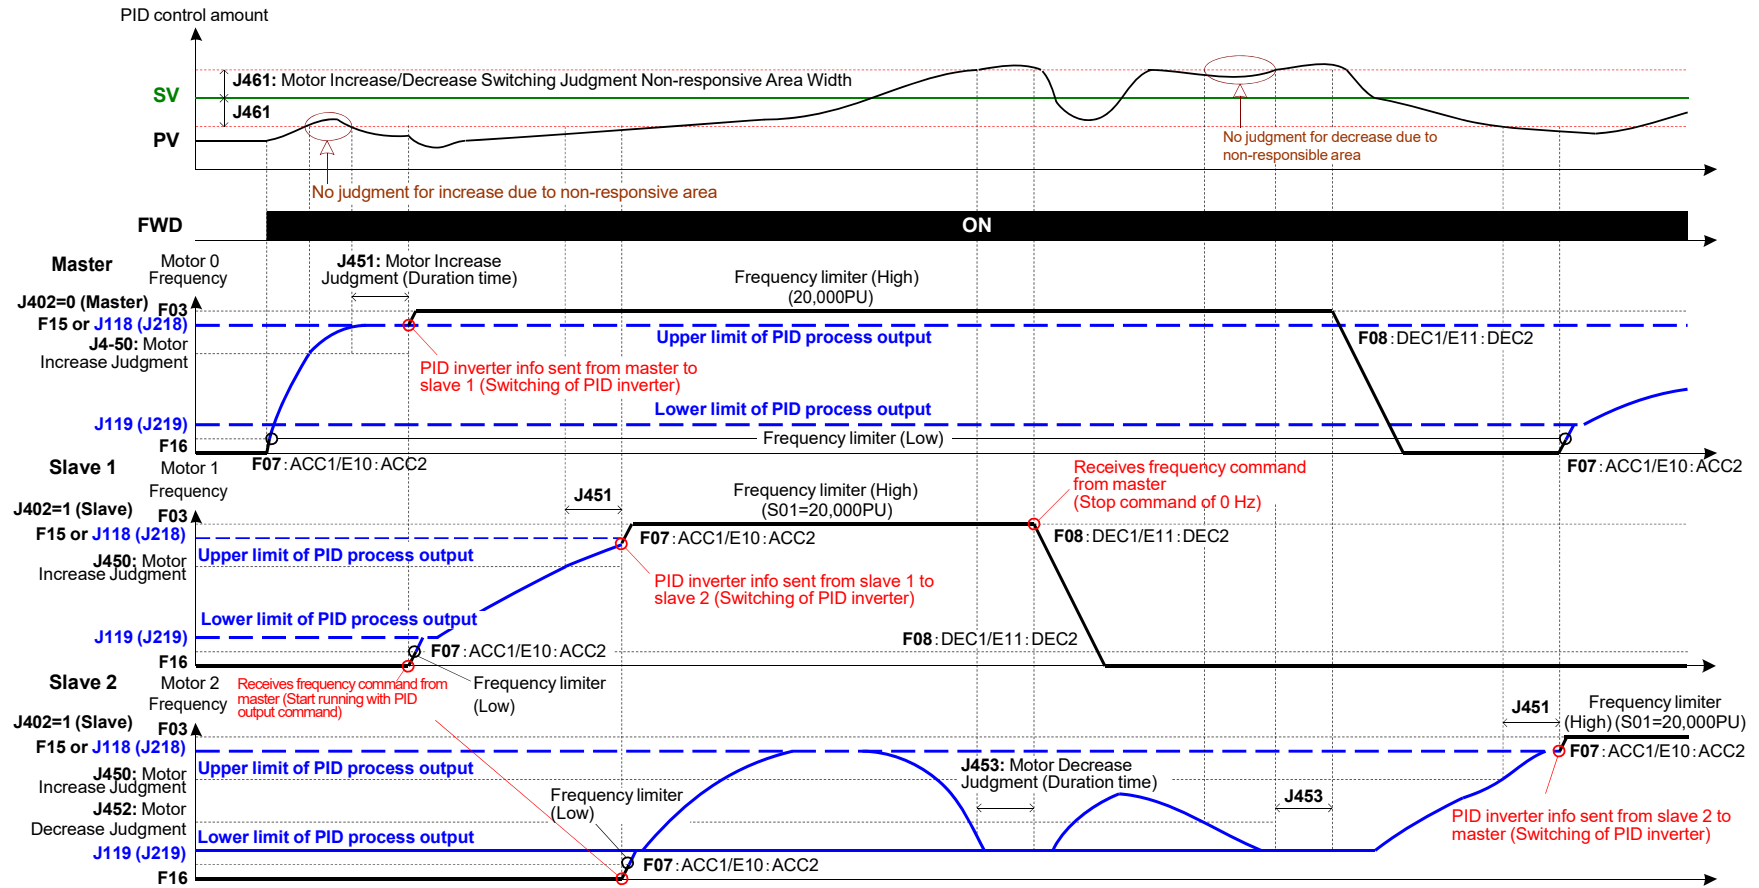 PID control amount
J461: Motor Increase/Decrease Switching Judgment Non-responsive Area Width
SV
J461
PV
No judgment for decrease due to
non-responsible area
No judgment for increase due to non-responsive area
FWD
ON
Master
Motor 0
Frequency
J451: Motor Increase
Judgment (Duration time)
Frequency limiter (High)
(20,000PU)
J402=0 (Master)
F03
F15 or J118 (J218)
Upper limit of PID process output
F08:DEC1/E11:DEC2
J4-50: Motor
Increase Judgment
PID inverter info sent from master to
slave 1 (Switching of PID inverter)
Lower limit of PID process output
J119 (J219)
Frequency limiter (Low)
F16
F07:ACC1/E10:ACC2
F07:ACC1/E10:ACC2
Slave 1
Motor 1
Frequency
J451
Frequency limiter (High)
(S01=20,000PU)
Receives frequency command
from master
(Stop command of 0 Hz)
J402=1 (Slave)
F03
F15 or J118 (J218)
F07:ACC1/E10:ACC2
F08:DEC1/E11:DEC2
Upper limit of PID process output
J450: Motor
Increase Judgment
PID inverter info sent from slave 1 to
slave 2 (Switching of PID inverter)
Lower limit of PID process output
J119 (J219)
F08:DEC1/E11:DEC2
F07:ACC1/E10:ACC2
F16
Slave 2
Motor 2
Frequency
Receives frequency command from
master (Start running with PID
output command)
Frequency limiter
(Low)
J451
Frequency limiter
(High) (S01=20,000PU)
J402=1 (Slave)
F03
F15 or J118 (J218)
F07:ACC1/E10:ACC2
Upper limit of PID process output
J450: Motor
Increase Judgment
J453: Motor Decrease
Judgment (Duration time)
J453
Frequency limiter
(Low)
J452: Motor
Decrease Judgment
PID inverter info sent from slave 2 to
master (Switching of PID inverter)
Lower limit of PID process output
J119 (J219)
F07:ACC1/E10:ACC2
F16